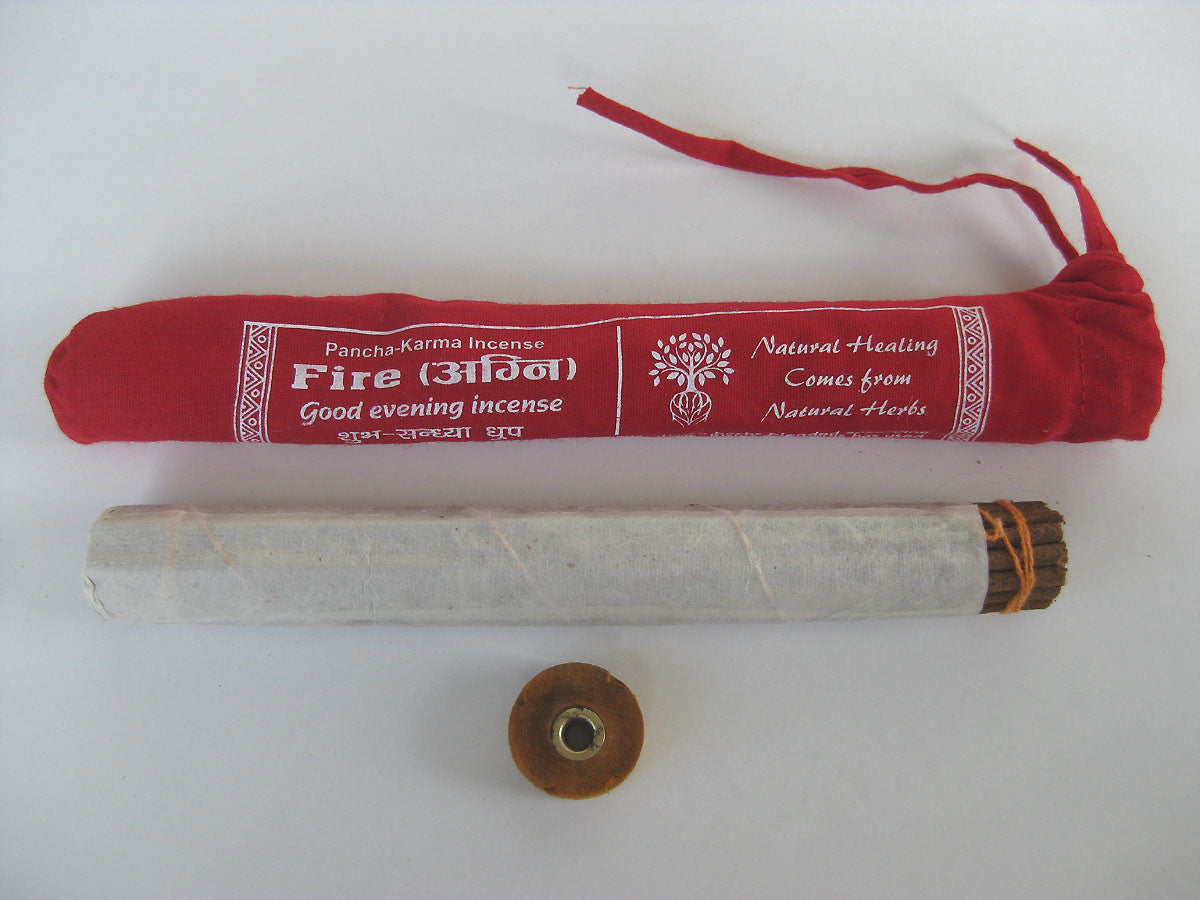 Pancha-Karma Incense
Fire (अग्नि)
Good evening incense
शुभ-सन्ध्या धुप
Natural Healing
Comes from
Natural Herbs